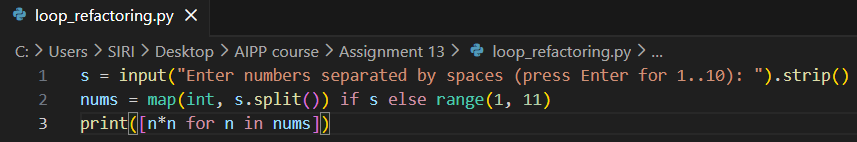 loop_refactoring.py
C: > Users > SIRI > Desktop > AIPP course > Assignment 13 > loop_refactoring.py > ...
1 s = input("Enter numbers separated by spaces (press Enter for 1..10): ").strip()
2 nums = map(int, s.split()) if s else range(1, 11)
3 print([n*n for n in nums])